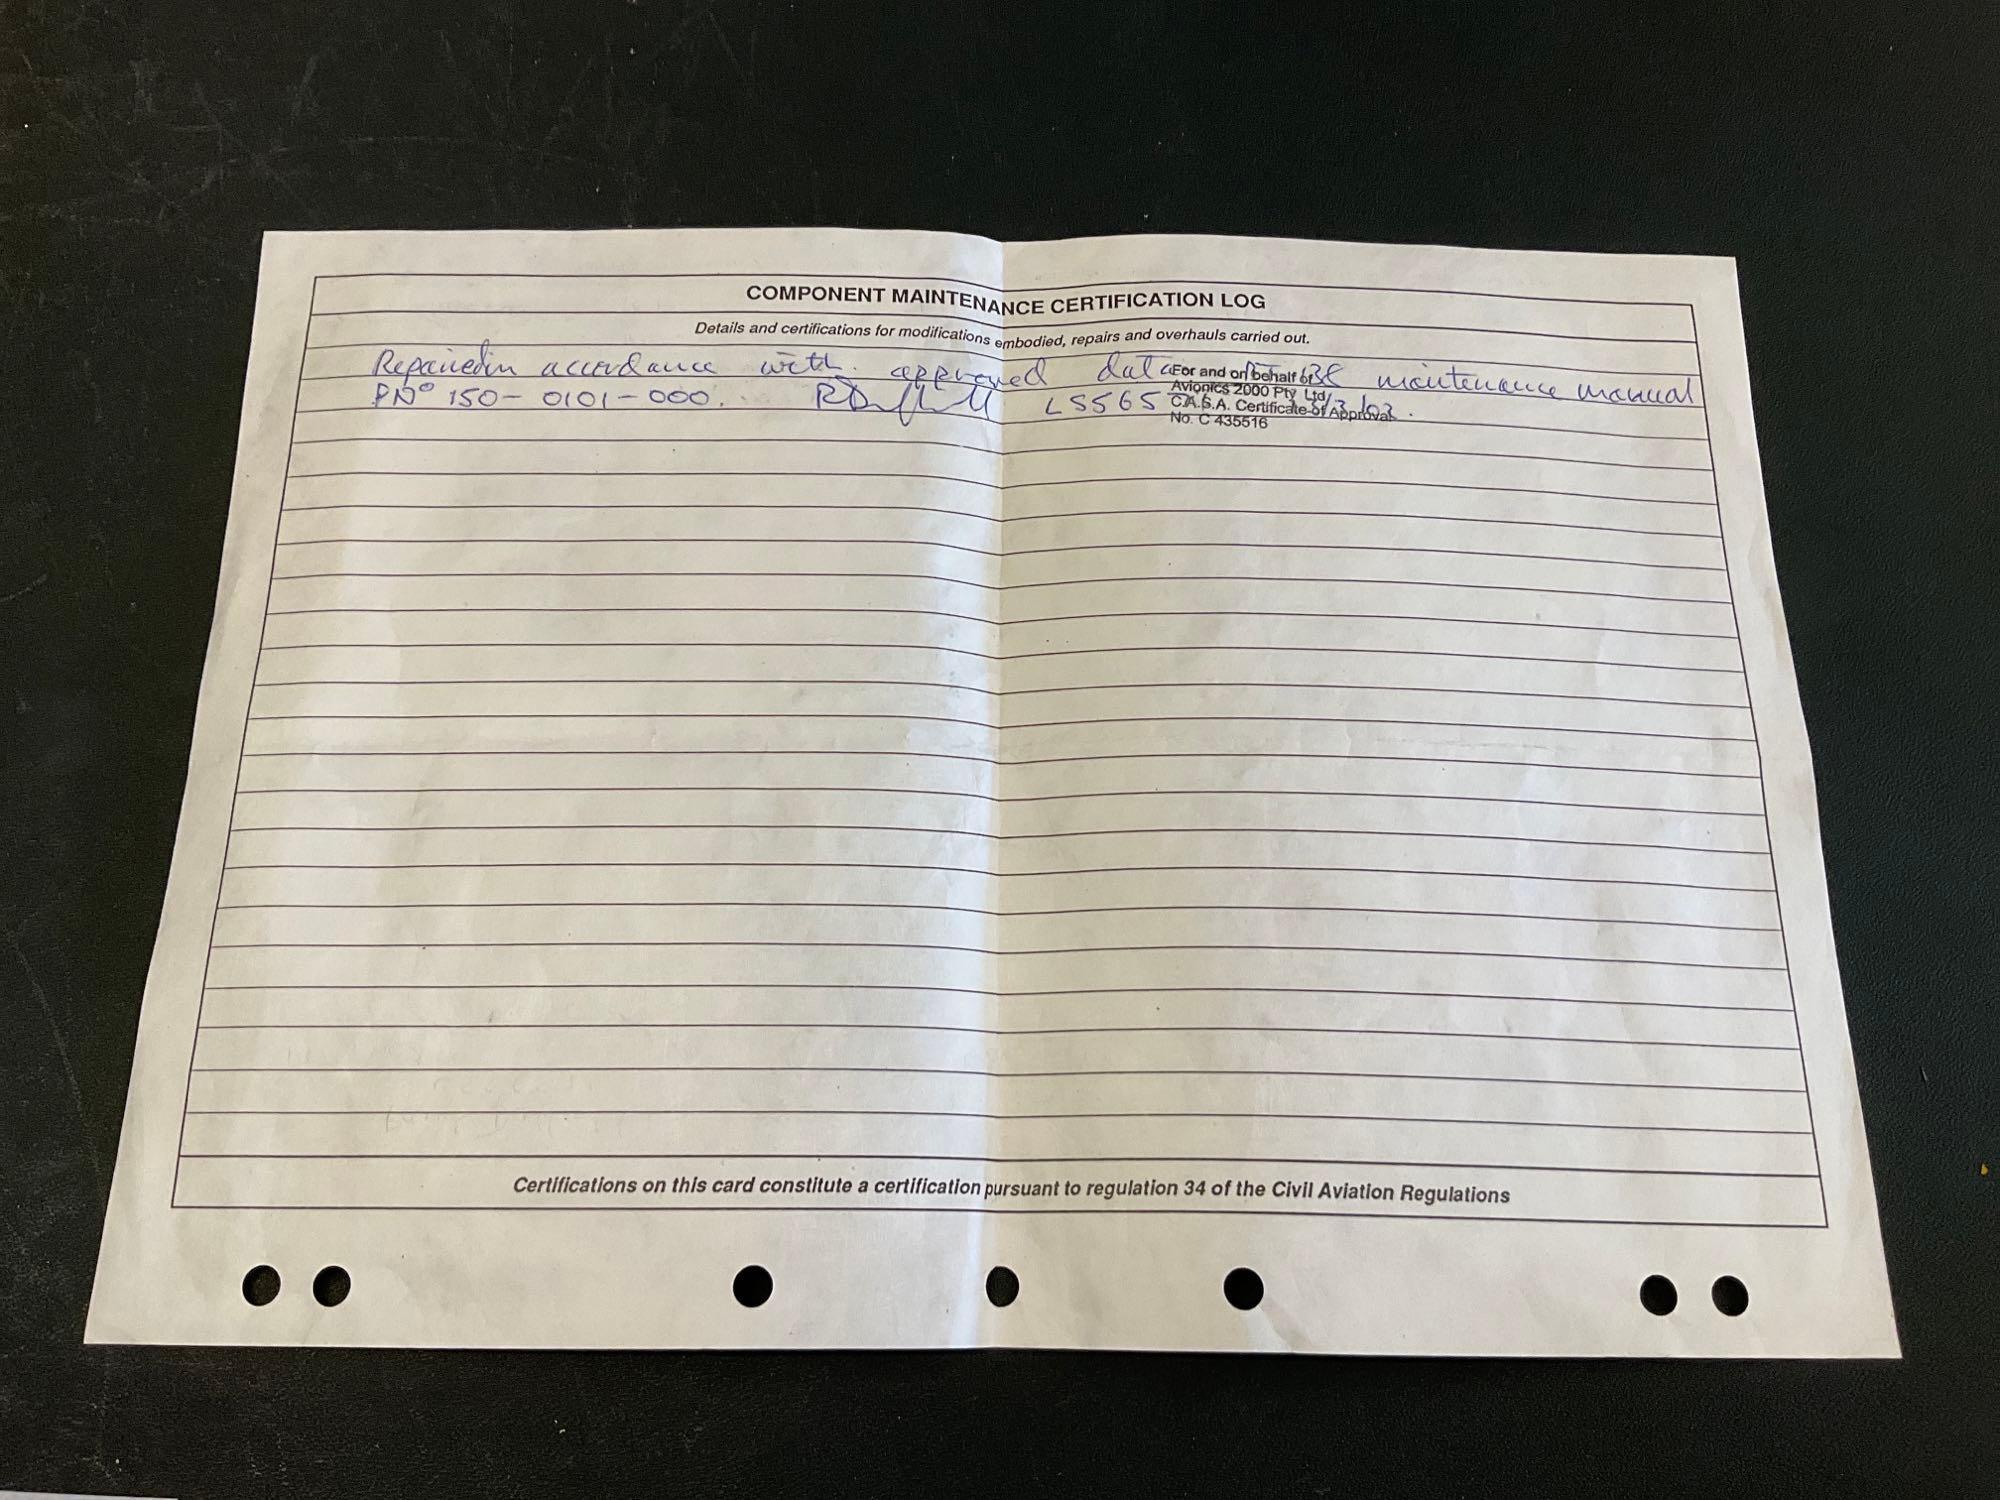 COMPONENT MAINTENANCE CERTIFICATION LOG
Details and certifications for modifications embodied, repairs and overhauls carried out.
Repaired in accordance with approved data maintenance manual
PNº 150-0101-000. LS565
For and on behalf of
Avionics 2000 Pty Ltd
C.A.S.A. Certificate of Approval
No. C 435516
Certifications on this card constitute a certification pursuant to regulation 34 of the Civil Aviation Regulations